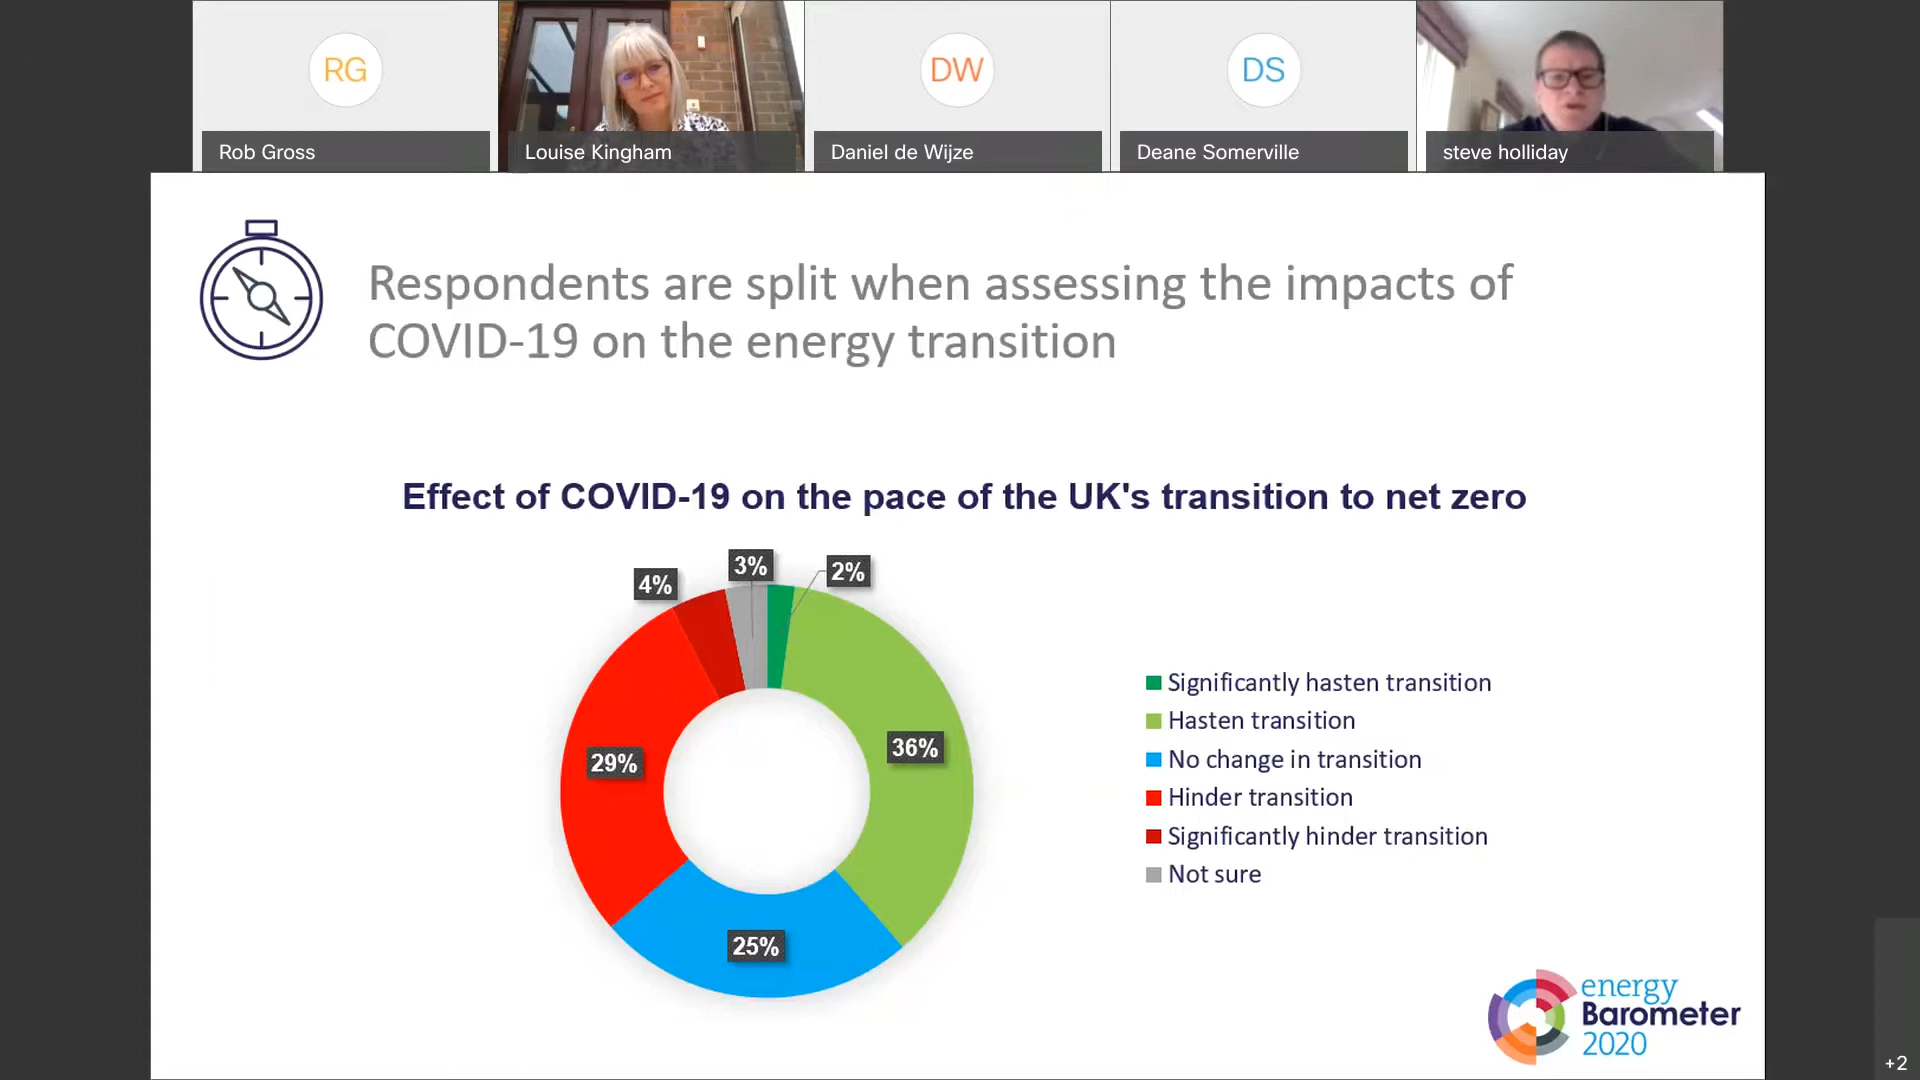 RG
DW
DS
Rob Gross
Louise Kingham
Daniel de Wijze
Deane Somerville
steve holliday
Respondents are split when assessing the impacts of
COVID-19 on the energy transition
Effect of COVID-19 on the pace of the UK's transition to net zero
4%
3%
2%
29%
36%
25%
Significantly hasten transition
Hasten transition
No change in transition
Hinder transition
Significantly hinder transition
Not sure
energy
Barometer
2020
+2